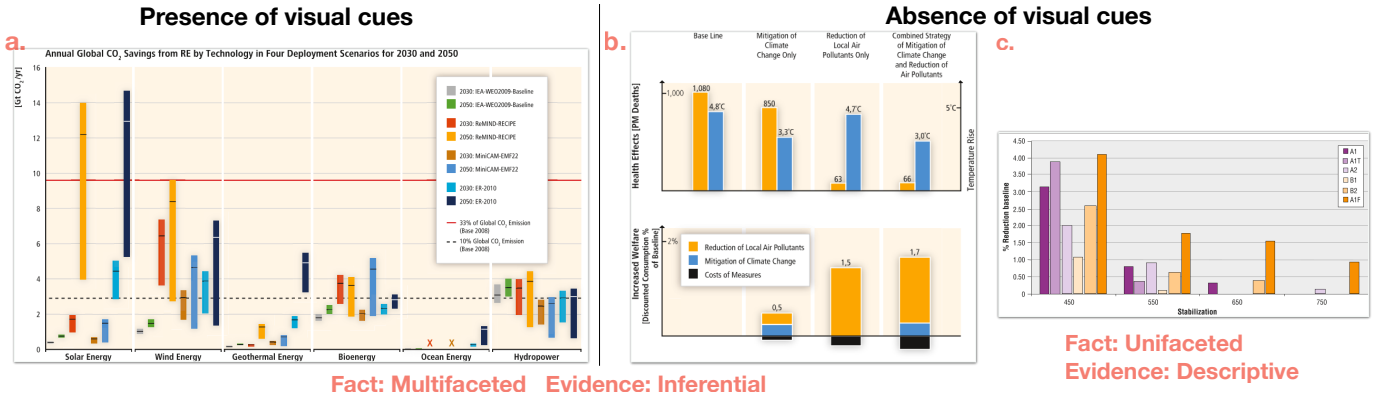 Presence of visual cues
Absence of visual cues
a.
Annual Global CO2 Savings from RE by Technology in Four Deployment Scenarios for 2030 and 2050
[Gt CO2/yr]
16
14
12
10
8
6
4
2
0
2030: IEA-WEO2009-Baseline
2050: IEA-WEO2009-Baseline
2030: ReMIND-RECIPE
2050: ReMIND-RECIPE
2030: MiniCAM-EMF22
2050: MiniCAM-EMF22
2030: ER-2010
2050: ER-2010
33% of Global CO2 Emission
(Base 2008)
10% Global CO2 Emission
(Base 2008)
X
X
Solar Energy
Wind Energy
Geothermal Energy
Bioenergy
Ocean Energy
Hydropower
b.
Base Line
Mitigation of
Climate
Change Only
Reduction of
Local Air
Pollutants Only
Combined Strategy
of Mitigation of
Climate Change
and Reduction of
Air Pollutants
Health Effects [PM Deaths]
1,000
1,080
4,8°C
850
3,3°C
63
4,7°C
66
3,0°C
5°C
Temperature Rise
Increased Welfare
[Discounted Consumption %
of Baseline]
2%
Reduction of Local Air Pollutants
Mitigation of Climate Change
Costs of Measures
0,5
1,5
1,7
c.
% Reduction baseline
4.50
4.00
3.50
3.00
2.50
2.00
1.50
1.00
0.50
0
A1
A1T
A2
B1
B2
A1F
450
550
650
750
Stabilization
Fact: Multifaceted Evidence: Inferential
Fact: Unifaceted
Evidence: Descriptive